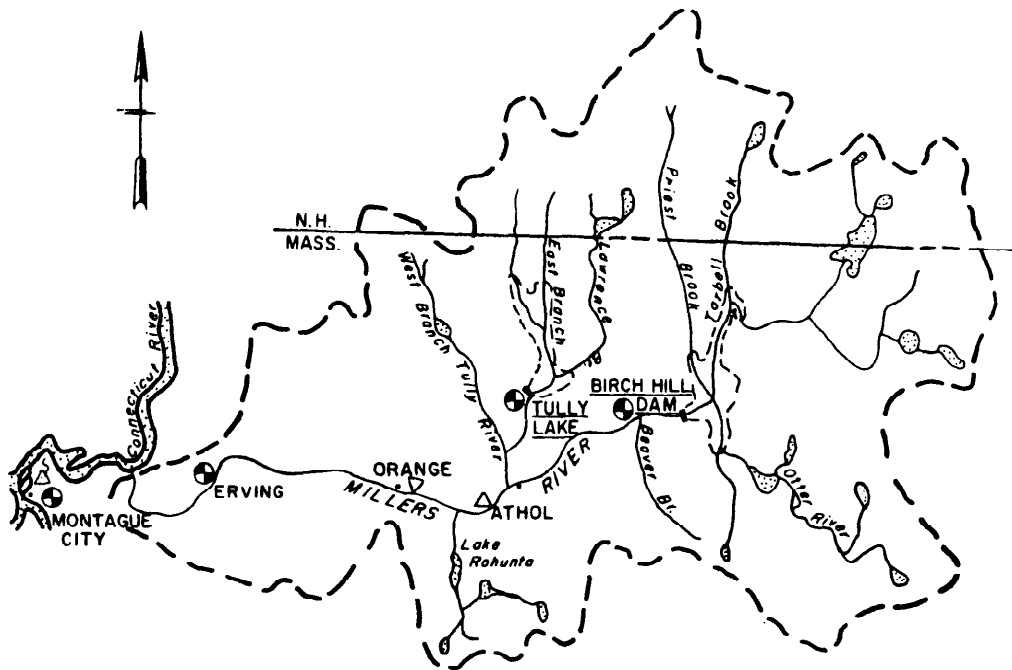 N.H.
MASS.
West Branch Tully River
East Branch
Lawrence
Br.
Priest
Brook
Tarbell
Brook
Connecticut River
TULLY
LAKE
BIRCH HILL
DAM
Beaver Br.
Otter River
MILLERS
RIVER
ORANGE
ATHOL
ERVING
MONTAGUE
CITY
Lake
Rohunta